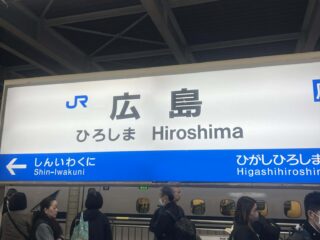 JR 広島
ひろしま Hiroshima
← しんいわくに ひがしひろしま
Shin-Iwakuni Higashihiroshima